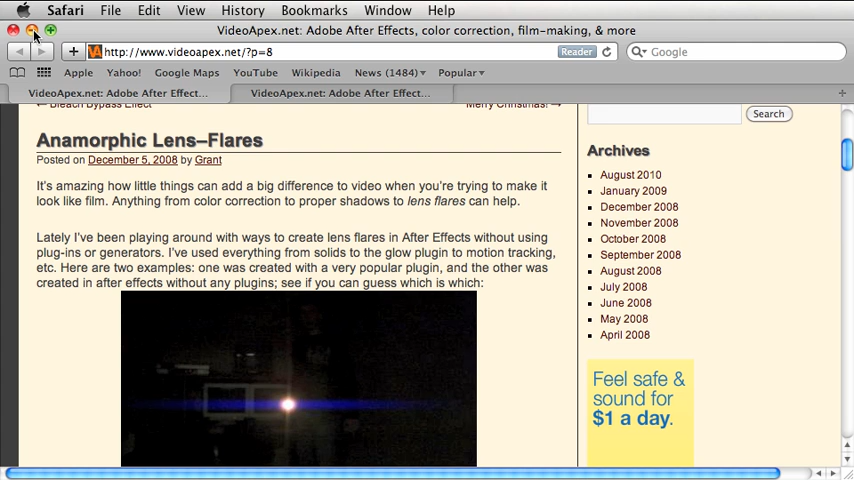 Safari File Edit View History Bookmarks Window Help
VideoApex.net: Adobe After Effects, color correction, film-making, & more
VA http://www.videoapex.net/?p=8 Reader Google
Apple Yahoo! Google Maps YouTube Wikipedia News (1484) Popular
VideoApex.net: Adobe After Effect... VideoApex.net: Adobe After Effect...
← Bleach Bypass Effect Merry Christmas! →
Search
Anamorphic Lens–Flares
Posted on December 5, 2008 by Grant
It's amazing how little things can add a big difference to video when you're trying to make it
look like film. Anything from color correction to proper shadows to lens flares can help.
Lately I've been playing around with ways to create lens flares in After Effects without using
plug-ins or generators. I've used everything from solids to the glow plugin to motion tracking,
etc. Here are two examples: one was created with a very popular plugin, and the other was
created in after effects without any plugins; see if you can guess which is which:
Archives
August 2010
January 2009
December 2008
November 2008
October 2008
September 2008
August 2008
July 2008
June 2008
May 2008
April 2008
Feel safe &
sound for
$1 a day.